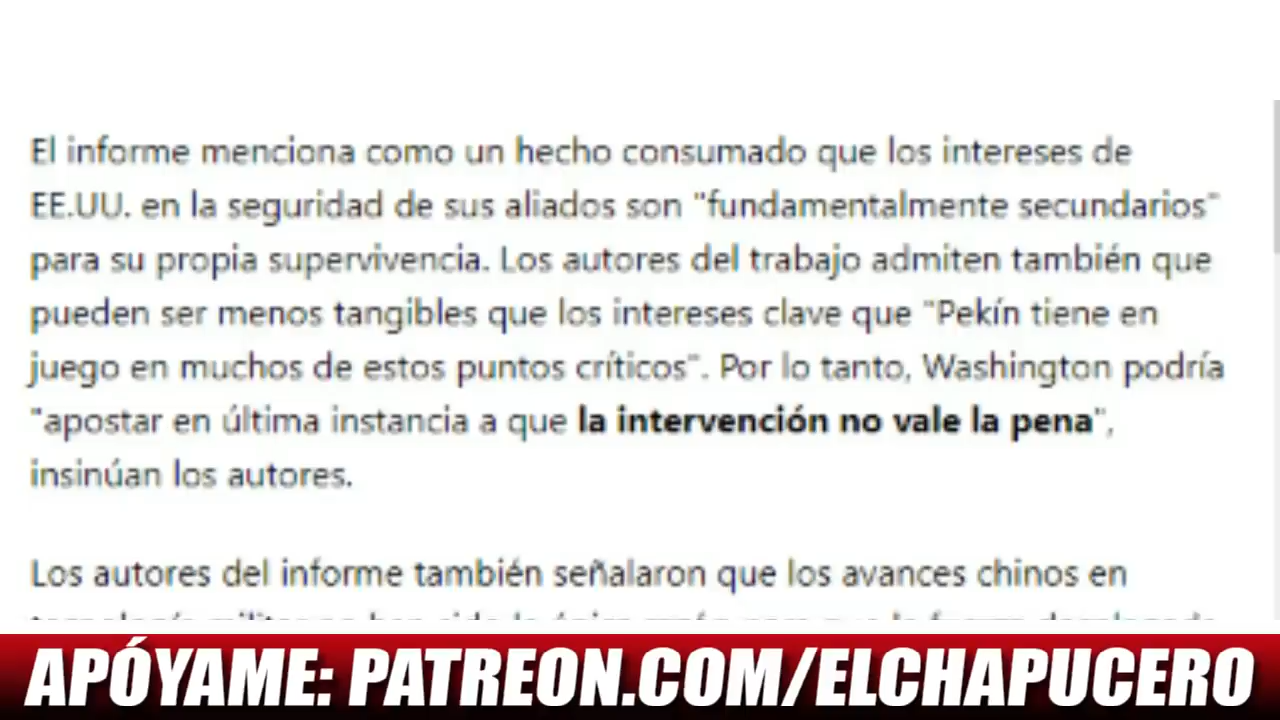 El informe menciona como un hecho consumado que los intereses de
EE.UU. en la seguridad de sus aliados son "fundamentalmente secundarios"
para su propia supervivencia. Los autores del trabajo admiten también que
pueden ser menos tangibles que los intereses clave que "Pekín tiene en
juego en muchos de estos puntos críticos". Por lo tanto, Washington podría
"apostar en última instancia a que la intervención no vale la pena",
insinúan los autores.
Los autores del informe también señalaron que los avances chinos en
APÓYAME: PATREON.COM/ELCHAPUCERO